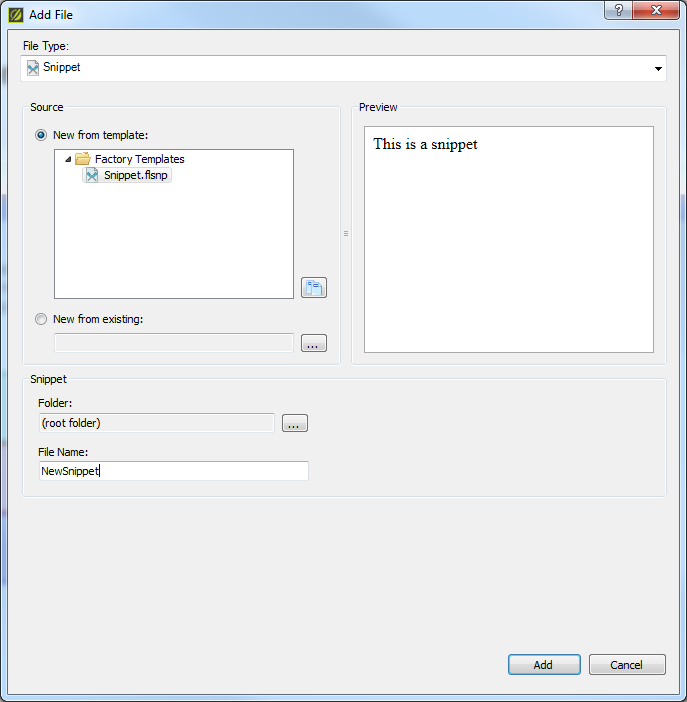 Add File
?
File Type:
Snippet
Source
New from template:
Factory Templates
Snippet.flsnp
New from existing:
...
Preview
This is a snippet
Snippet
Folder:
(root folder)
...
File Name:
NewSnippet
Add
Cancel